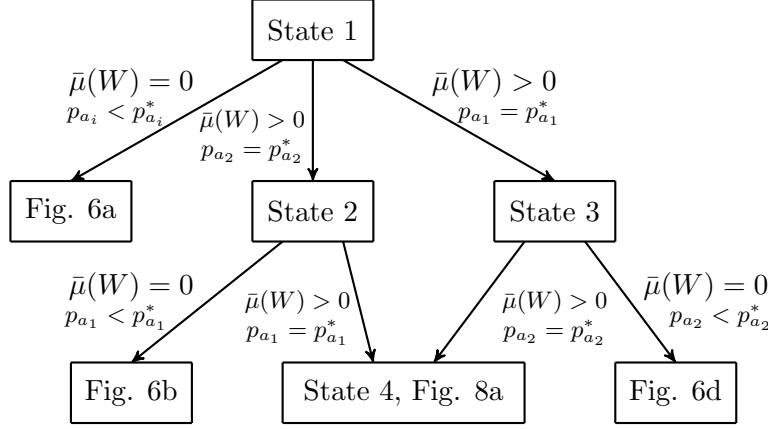 State 1
μ̄(W) = 0
p_{a_i} < p*_{a_i}
μ̄(W) > 0
p_{a_2} = p*_{a_2}
μ̄(W) > 0
p_{a_1} = p*_{a_1}
Fig. 6a
State 2
State 3
μ̄(W) = 0
p_{a_1} < p*_{a_1}
μ̄(W) > 0
p_{a_1} = p*_{a_1}
μ̄(W) > 0
p_{a_2} = p*_{a_2}
μ̄(W) = 0
p_{a_2} < p*_{a_2}
Fig. 6b
State 4, Fig. 8a
Fig. 6d